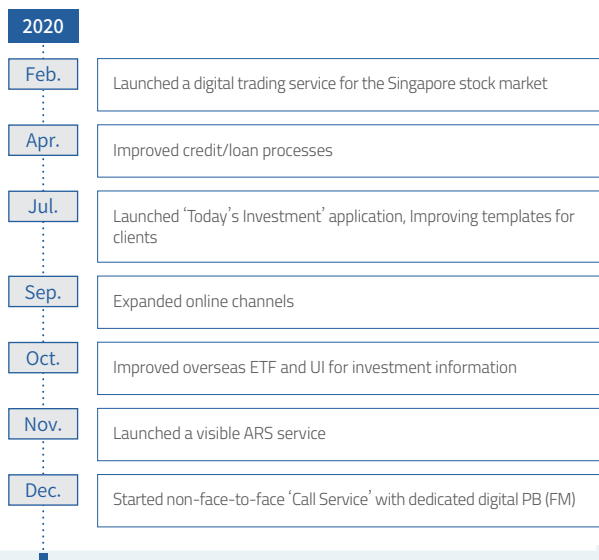 2020
Feb.
Launched a digital trading service for the Singapore stock market
Apr.
Improved credit/loan processes
Jul.
Launched ‘Today’s Investment’ application, Improving templates for
clients
Sep.
Expanded online channels
Oct.
Improved overseas ETF and UI for investment information
Nov.
Launched a visible ARS service
Dec.
Started non-face-to-face ‘Call Service’ with dedicated digital PB (FM)